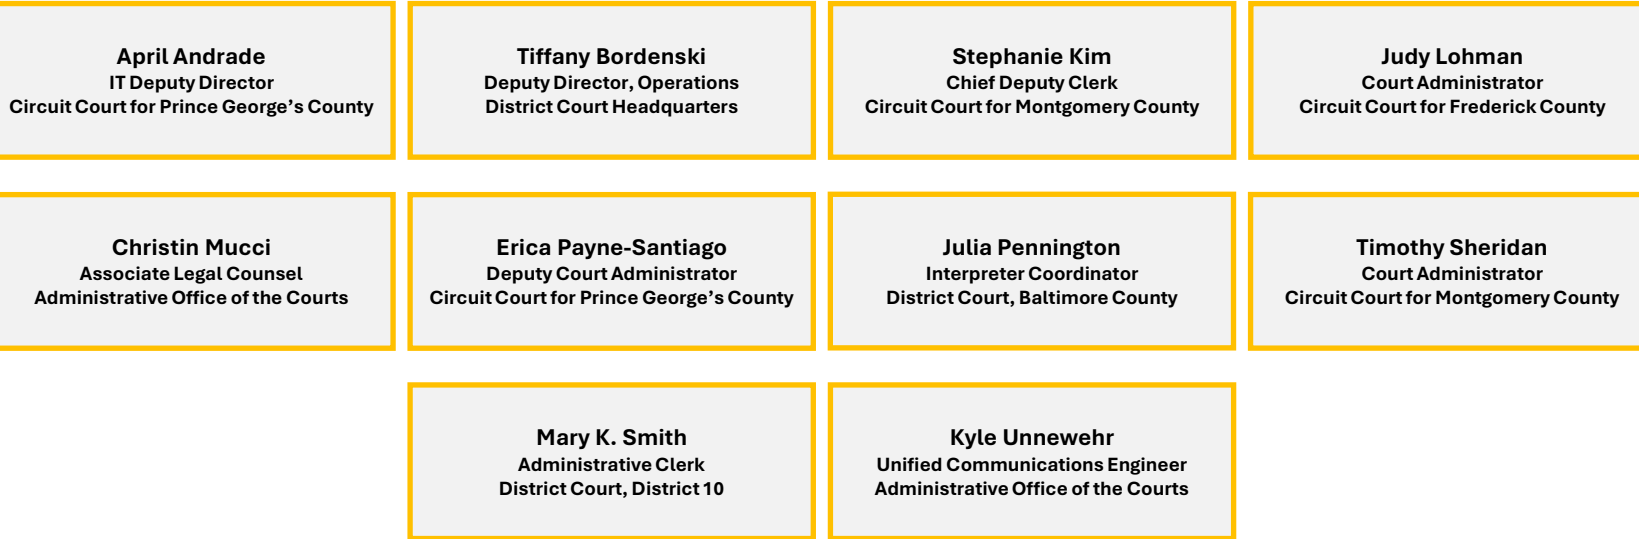 April Andrade
IT Deputy Director
Circuit Court for Prince George’s County
Tiffany Bordenski
Deputy Director, Operations
District Court Headquarters
Stephanie Kim
Chief Deputy Clerk
Circuit Court for Montgomery County
Judy Lohman
Court Administrator
Circuit Court for Frederick County
Christin Mucci
Associate Legal Counsel
Administrative Office of the Courts
Erica Payne-Santiago
Deputy Court Administrator
Circuit Court for Prince George’s County
Julia Pennington
Interpreter Coordinator
District Court, Baltimore County
Timothy Sheridan
Court Administrator
Circuit Court for Montgomery County
Mary K. Smith
Administrative Clerk
District Court, District 10
Kyle Unnewehr
Unified Communications Engineer
Administrative Office of the Courts